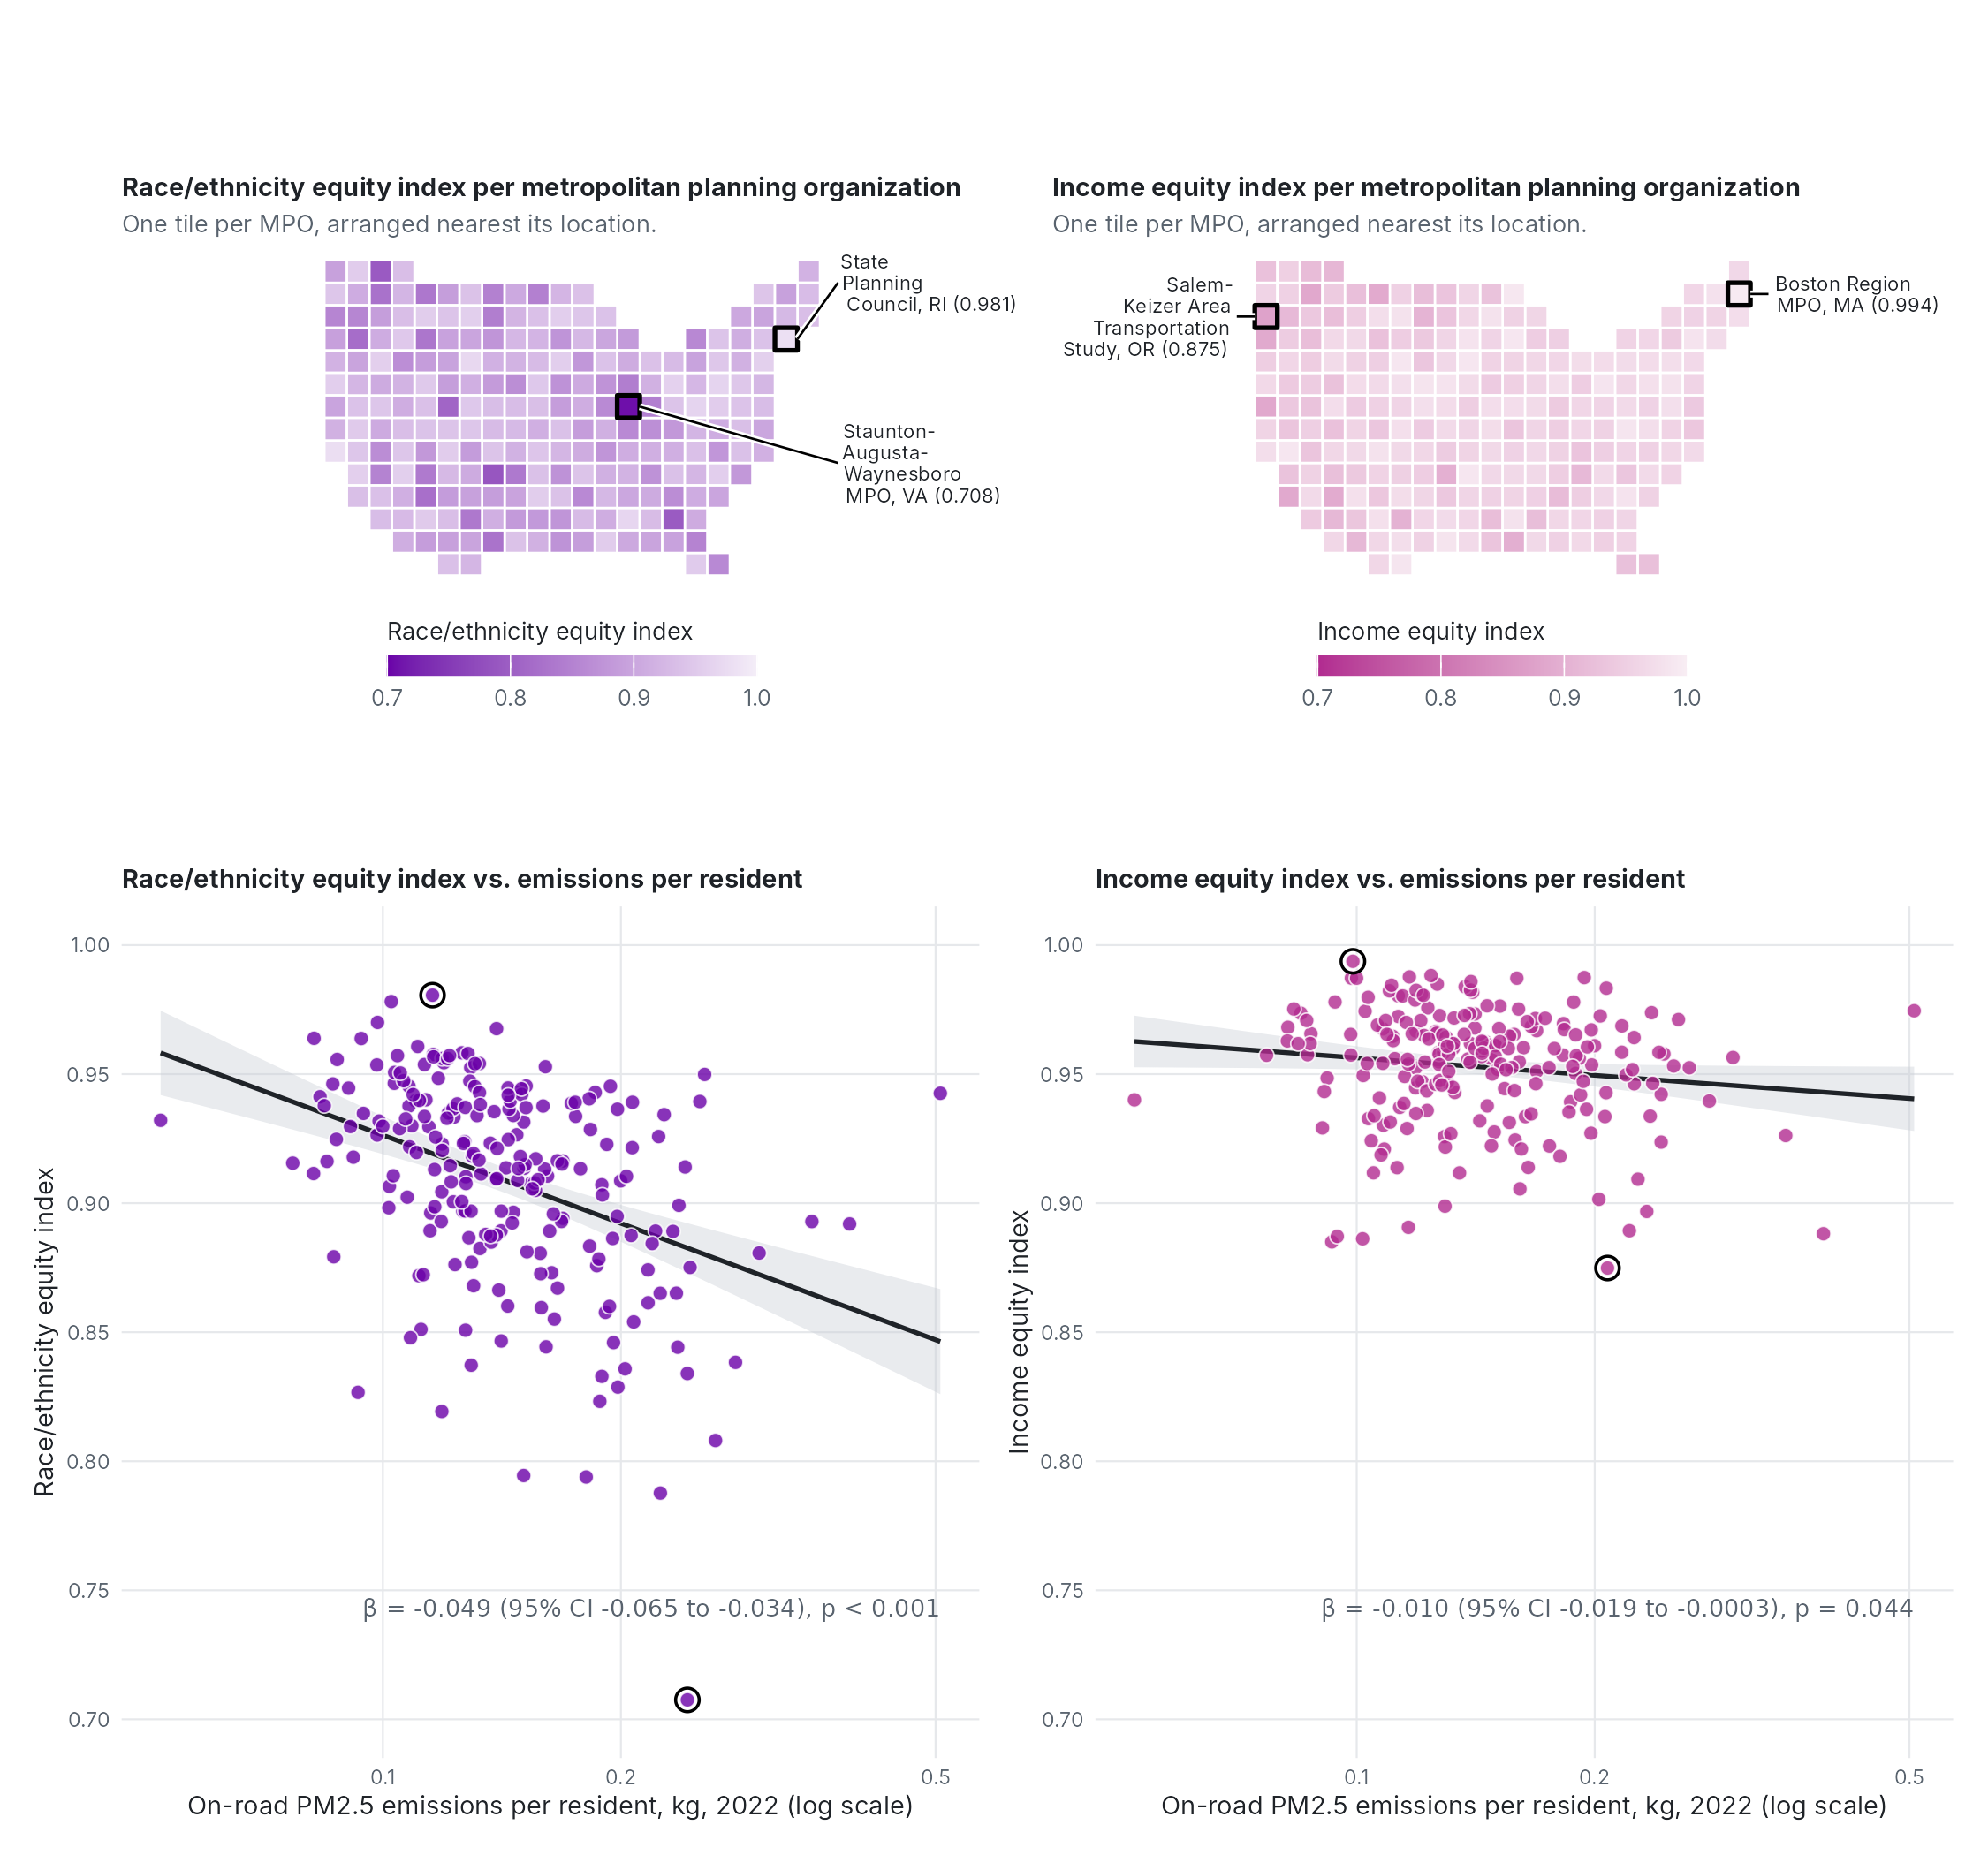 Race/ethnicity equity index per metropolitan planning organization
One tile per MPO, arranged nearest its location.
State
Planning
Council, RI (0.981)
Staunton-
Augusta-
Waynesboro
MPO, VA (0.708)
Race/ethnicity equity index
0.7 0.8 0.9 1.0
Income equity index per metropolitan planning organization
One tile per MPO, arranged nearest its location.
Salem-
Keizer Area
Transportation
Study, OR (0.875)
Boston Region
MPO, MA (0.994)
Income equity index
0.7 0.8 0.9 1.0
Race/ethnicity equity index vs. emissions per resident
Race/ethnicity equity index
1.00
0.95
0.90
0.85
0.80
0.75
0.70
β = -0.049 (95% CI -0.065 to -0.034), p < 0.001
0.1 0.2 0.5
On-road PM2.5 emissions per resident, kg, 2022 (log scale)
Income equity index vs. emissions per resident
Income equity index
1.00
0.95
0.90
0.85
0.80
0.75
0.70
β = -0.010 (95% CI -0.019 to -0.0003), p = 0.044
0.1 0.2 0.5
On-road PM2.5 emissions per resident, kg, 2022 (log scale)